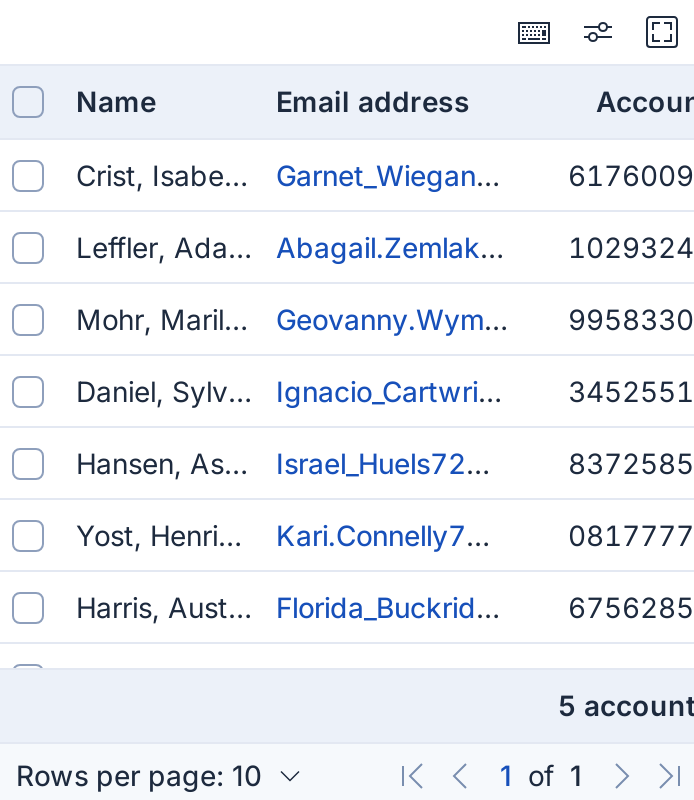 Name Email address Accoun
Crist, Isabe... Garnet_Wiegan... 6176009
Leffler, Ada... Abagail.Zemlak... 1029324
Mohr, Maril... Geovanny.Wym... 9958330
Daniel, Sylv... Ignacio_Cartwri... 3452551
Hansen, As... Israel_Huels72... 8372585
Yost, Henri... Kari.Connelly7... 0817777
Harris, Aust... Florida_Buckrid... 6756285
5 account
Rows per page: 10 1 of 1